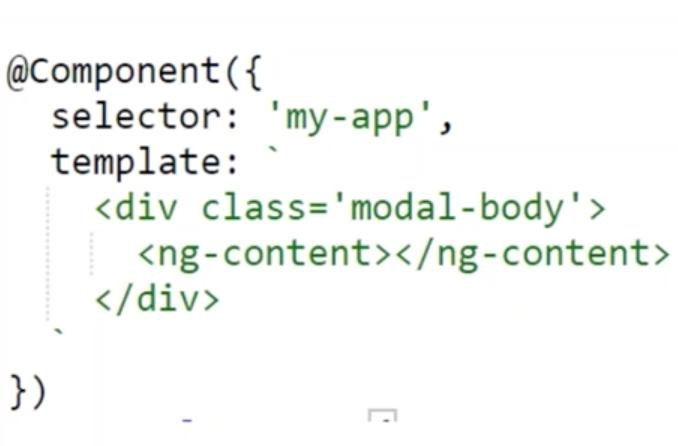 @Component({
  selector: 'my-app',
  template: `
    <div class='modal-body'>
      <ng-content></ng-content>
    </div>
  `
})